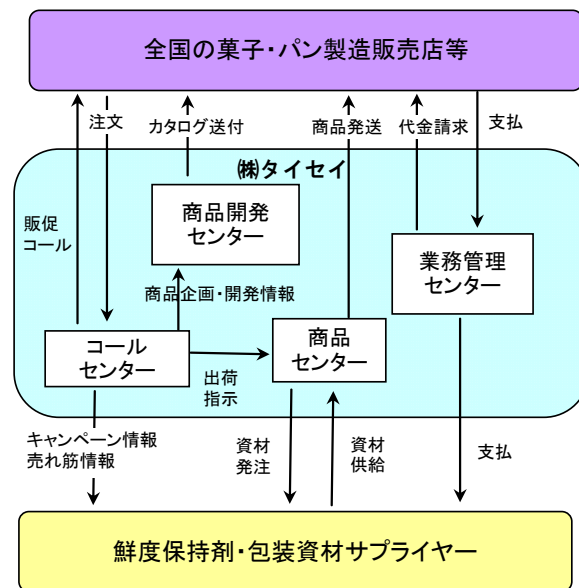 全国の菓子・パン製造販売店等
注文
カタログ送付
商品発送
代金請求
支払
㈱タイセイ
販促
コール
商品開発
センター
業務管理
センター
商品企画・開発情報
コール
センター
商品
センター
出荷
指示
キャンペーン情報
売れ筋情報
資材
発注
資材
供給
支払
鮮度保持剤・包装資材サプライヤー